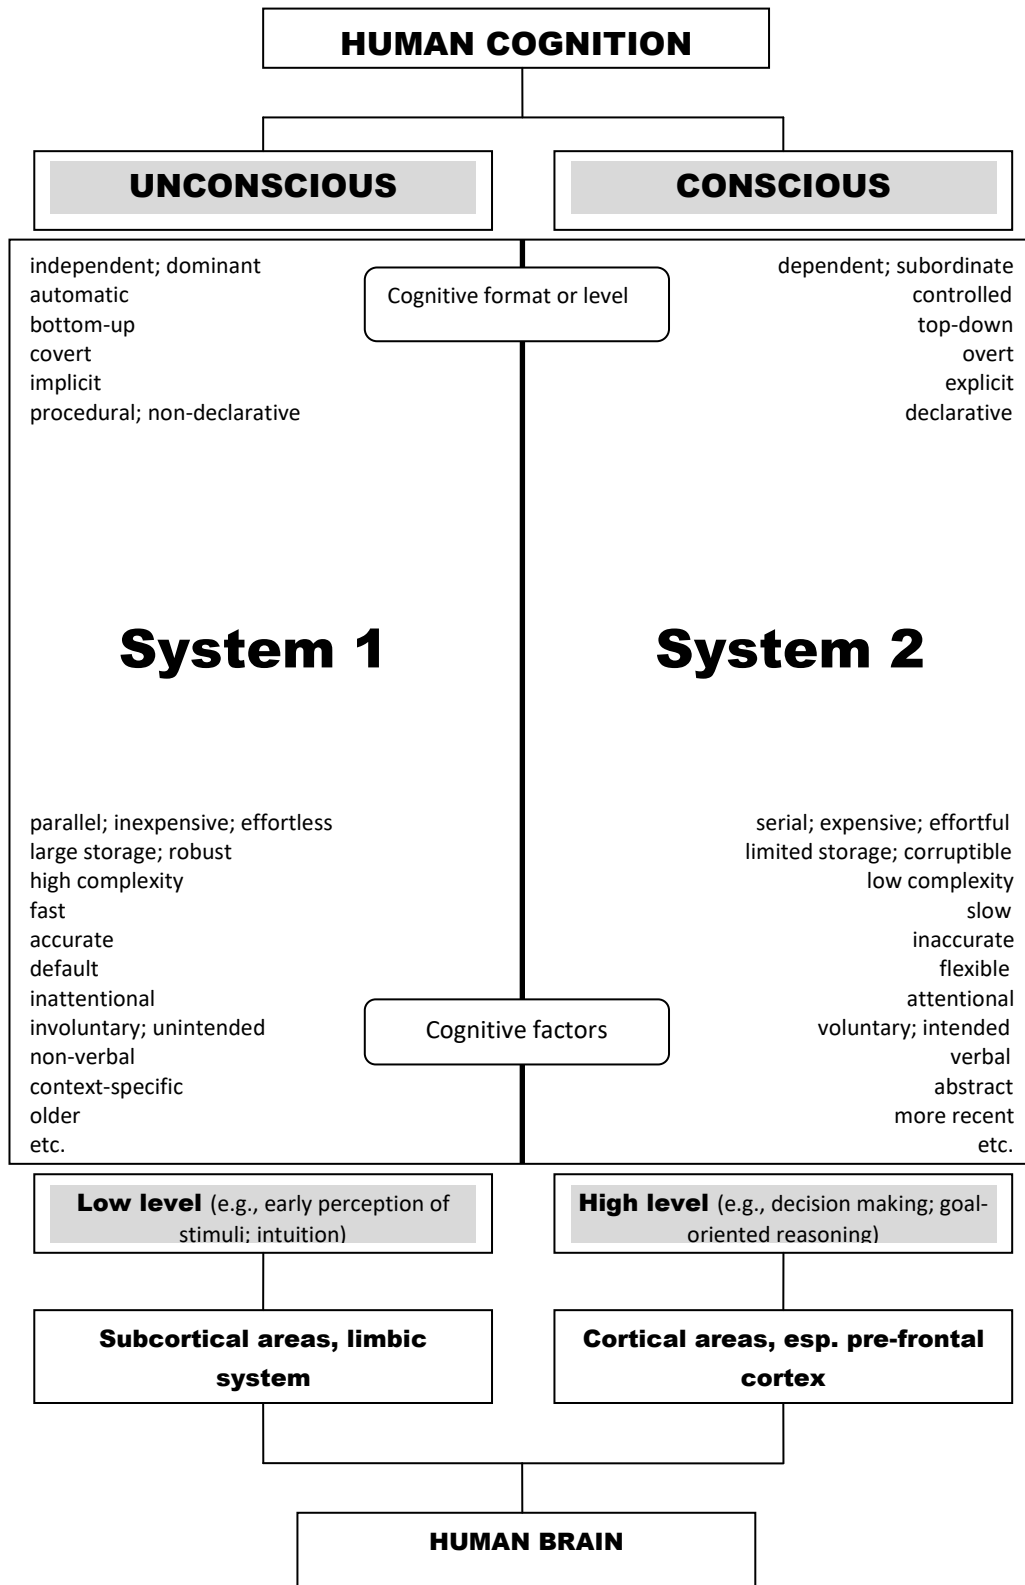 HUMAN COGNITION
UNCONSCIOUS
CONSCIOUS
independent; dominant
automatic
bottom-up
covert
implicit
procedural; non-declarative
Cognitive format or level
dependent; subordinate
controlled
top-down
overt
explicit
declarative
System 1
System 2
parallel; inexpensive; effortless
large storage; robust
high complexity
fast
accurate
default
inattentional
involuntary; unintended
non-verbal
context-specific
older
etc.
Cognitive factors
serial; expensive; effortful
limited storage; corruptible
low complexity
slow
inaccurate
flexible
attentional
voluntary; intended
verbal
abstract
more recent
etc.
Low level (e.g., early perception of
stimuli; intuition)
High level (e.g., decision making; goal-
oriented reasoning)
Subcortical areas, limbic
system
Cortical areas, esp. pre-frontal
cortex
HUMAN BRAIN